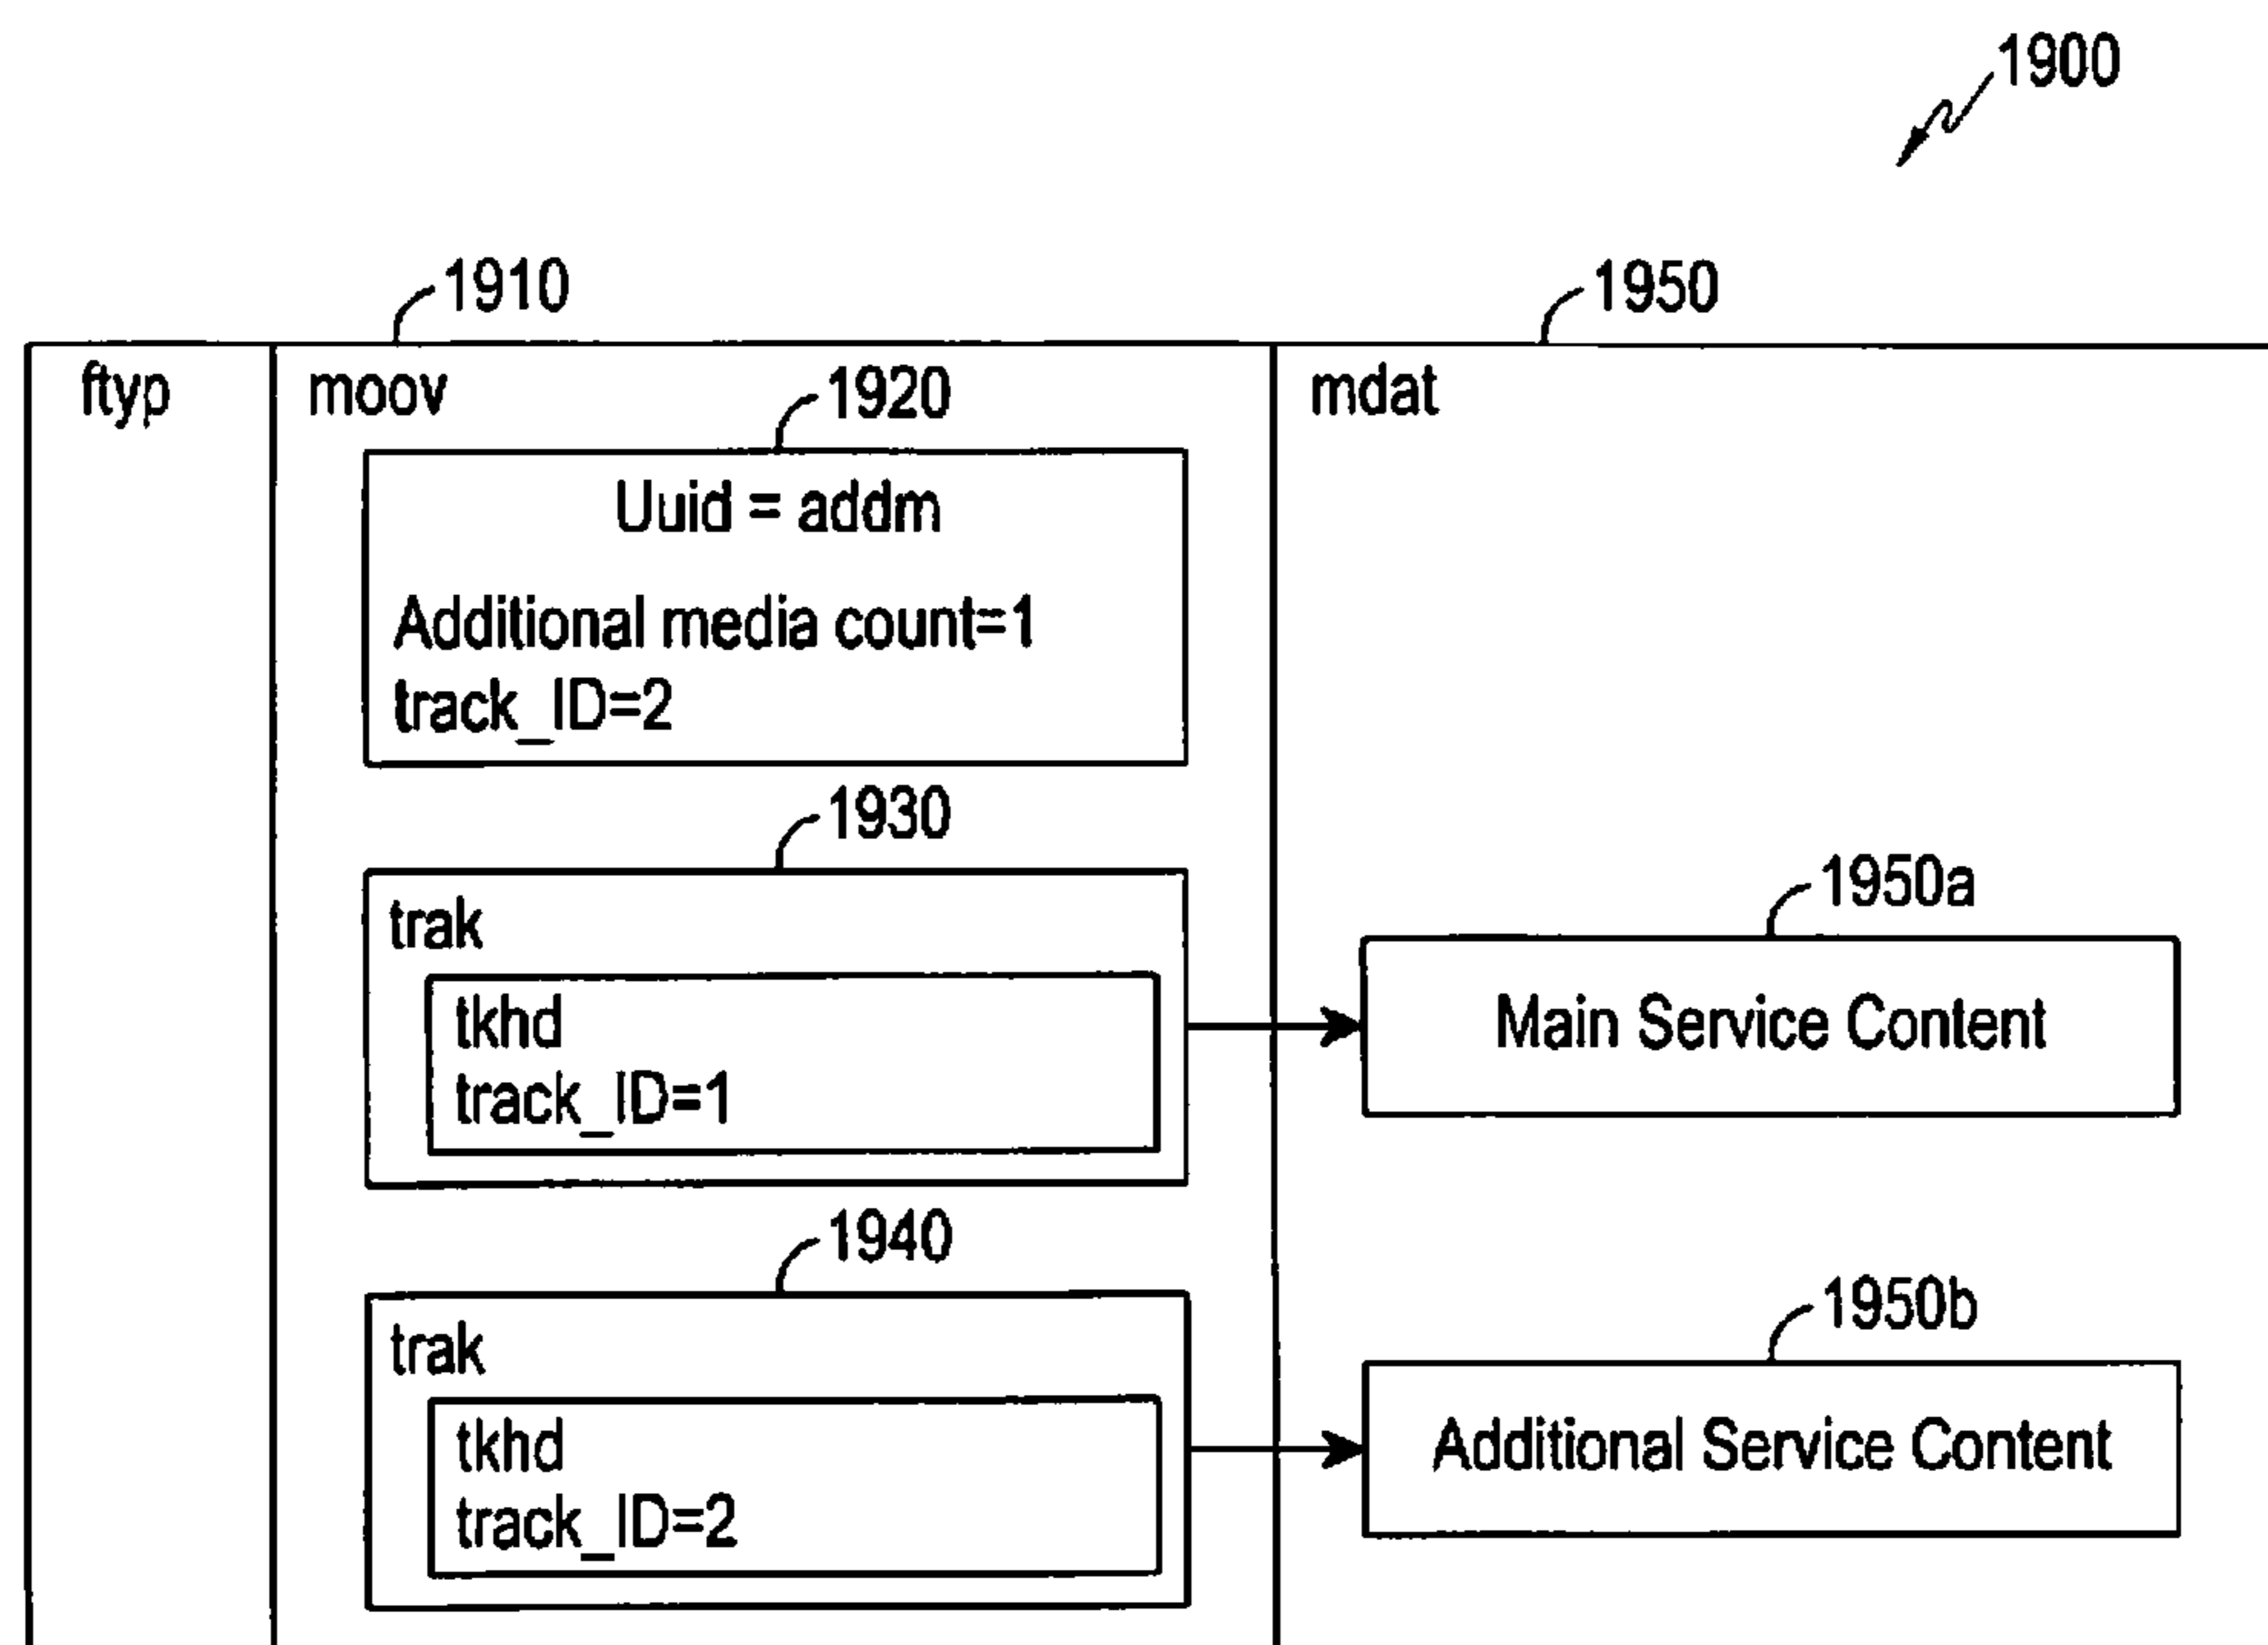 1900
1910
1950
ftyp
moov
mdat
1920
Uuid = addm
Additional media count=1
track_ID=2
1930
trak
tkhd
track_ID=1
1950a
Main Service Content
1940
trak
tkhd
track_ID=2
1950b
Additional Service Content